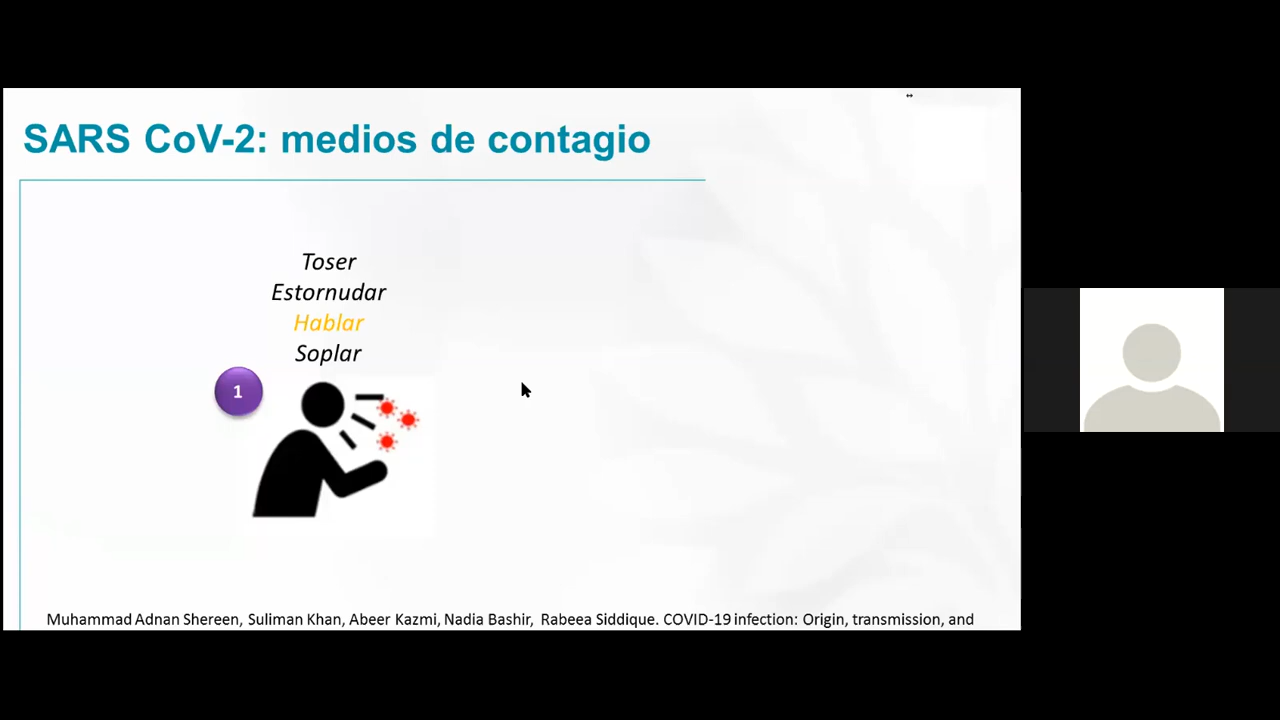 SARS CoV-2: medios de contagio
Toser
Estornudar
Hablar
Soplar
1
Muhammad Adnan Shereen, Suliman Khan, Abeer Kazmi, Nadia Bashir, Rabeea Siddique. COVID-19 infection: Origin, transmission, and